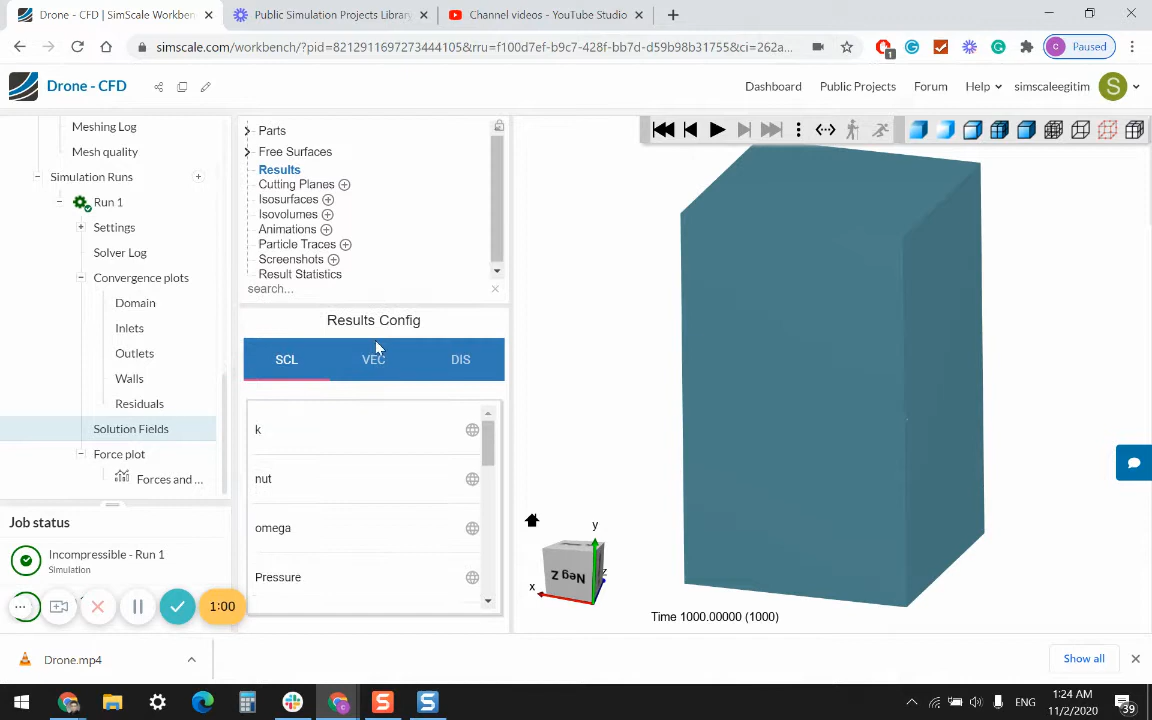 Drone - CFD | SimScale Workben
Public Simulation Projects Library
Channel videos - YouTube Studio
simscale.com/workbench/?pid=8212911697273444105&rru=f100d7ef-b9c7-428f-bb7d-d59b98b31755&ci=262a...
1
C
Paused
Drone - CFD
Dashboard
Public Projects
Forum
Help
simscaleegitim
S
Meshing Log
Mesh quality
Simulation Runs
Run 1
Settings
Solver Log
Convergence plots
Domain
Inlets
Outlets
Walls
Residuals
Solution Fields
Force plot
Forces and ...
Job status
Incompressible - Run 1
Simulation
1:00
Parts
Free Surfaces
Results
Cutting Planes
Isosurfaces
Isovolumes
Animations
Particle Traces
Screenshots
Result Statistics
search...
Results Config
SCL
VEC
DIS
k
nut
omega
Pressure
y
x
z
Neg Z
Time 1000.00000 (1000)
Drone.mp4
Show all
S
S
ENG
1:24 AM
11/2/2020
39